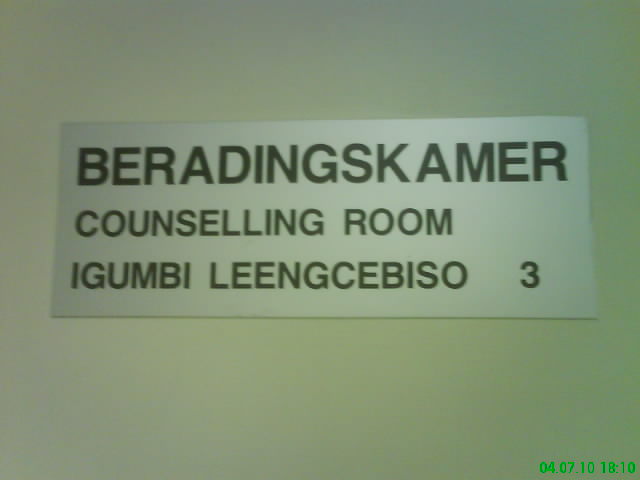 BERADINGSKAMER
COUNSELLING ROOM
IGUMBI LEENGCEBISO 3
04.07.10 18:10